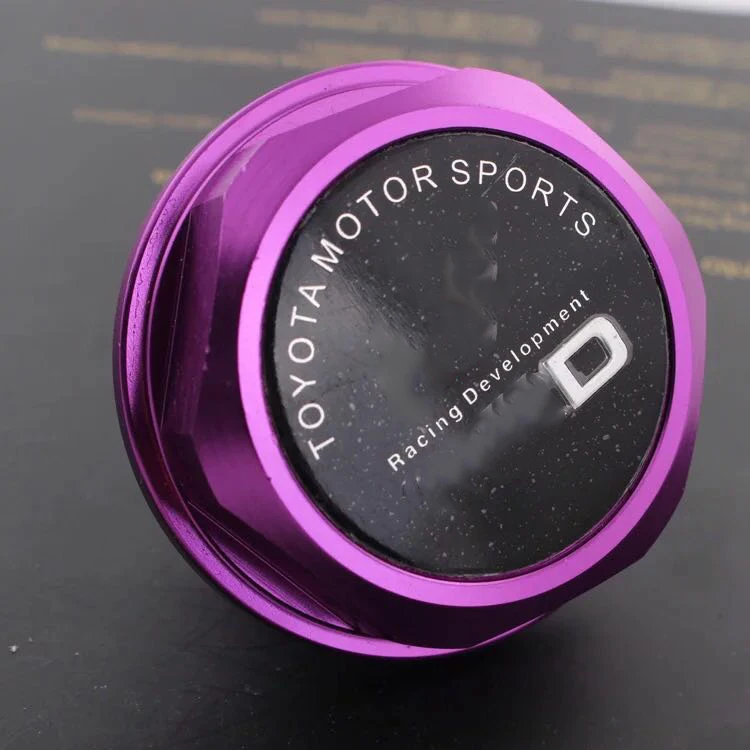 TOYOTA MOTOR SPORTS
Racing Development
D